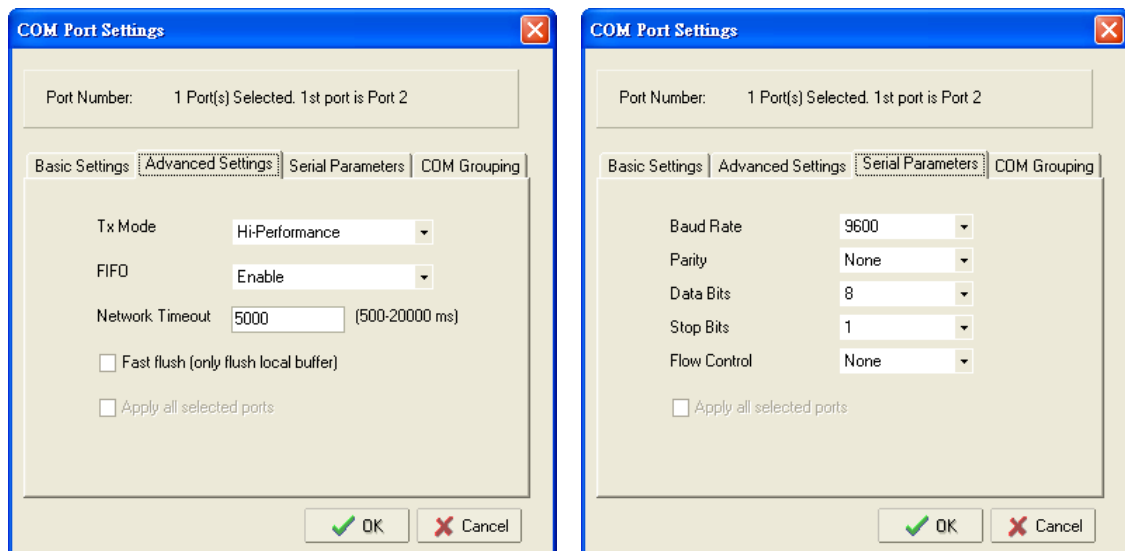 COM Port Settings
Port Number: 1 Port(s) Selected. 1st port is Port 2
Basic Settings Advanced Settings Serial Parameters COM Grouping
Tx Mode Hi-Performance
FIFO Enable
Network Timeout 5000 (500-20000 ms)
Fast flush (only flush local buffer)
Apply all selected ports
OK Cancel
COM Port Settings
Port Number: 1 Port(s) Selected. 1st port is Port 2
Basic Settings Advanced Settings Serial Parameters COM Grouping
Baud Rate 9600
Parity None
Data Bits 8
Stop Bits 1
Flow Control None
Apply all selected ports
OK Cancel